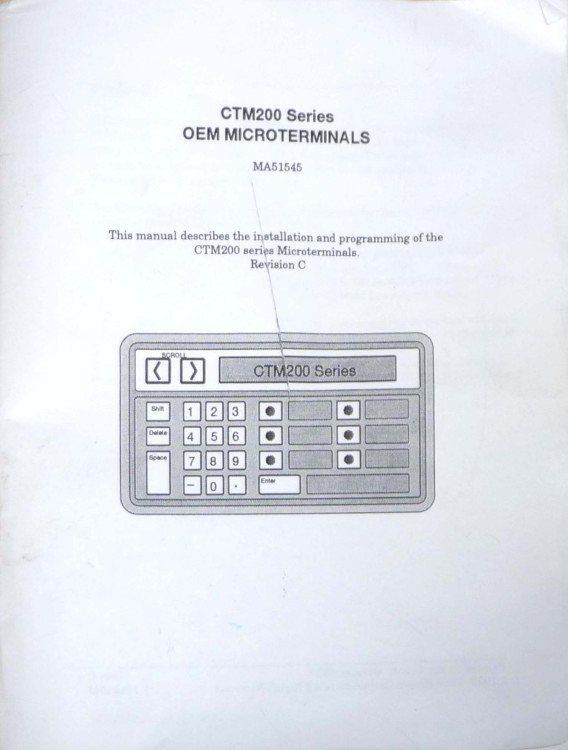 CTM200 Series
OEM MICROTERMINALS
MA51545
This manual describes the installation and programming of the
CTM200 series Microterminals.
Revision C
SCROLL
CTM200 Series
Shift 1 2 3
Delete 4 5 6
Space 7 8 9
– 0 . Enter